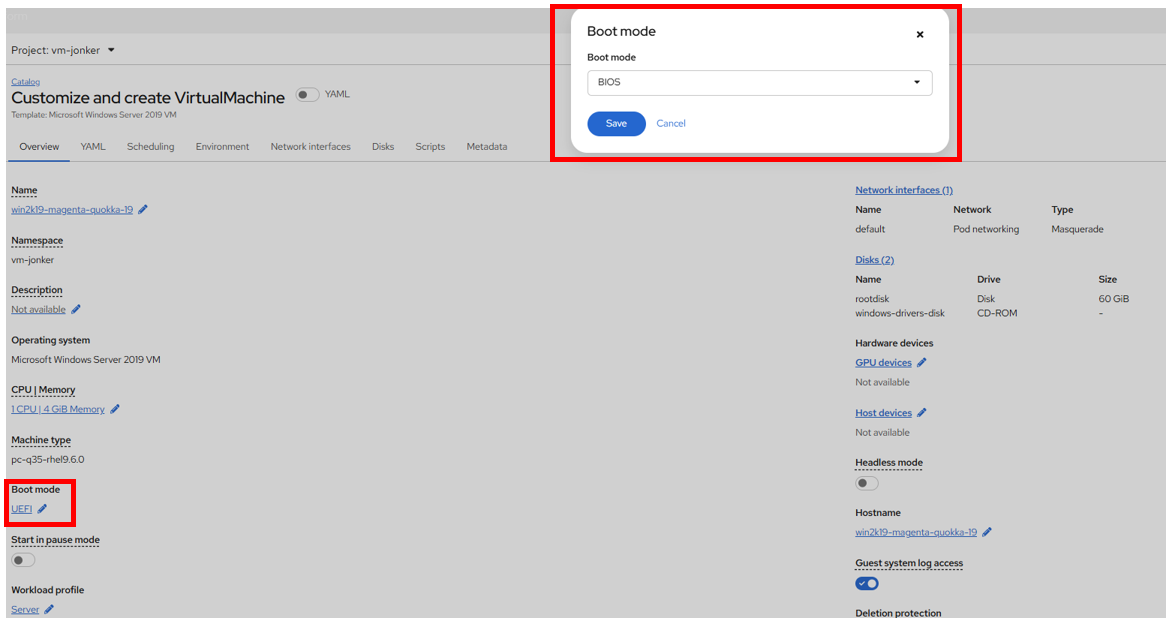 Project: vm-jonker
Catalog
Customize and create VirtualMachine
YAML
Template: Microsoft Windows Server 2019 VM
Boot mode
Boot mode
BIOS
Save Cancel
Overview YAML Scheduling Environment Network interfaces Disks Scripts Metadata
Name
win2k19-magenta-quokka-19
Namespace
vm-jonker
Description
Not available
Operating system
Microsoft Windows Server 2019 VM
CPU | Memory
1 CPU | 4 GiB Memory
Machine type
pc-q35-rhel9.6.0
Boot mode
UEFI
Start in pause mode
Workload profile
Server
Network interfaces (1)
Name Network Type
default Pod networking Masquerade
Disks (2)
Name Drive Size
rootdisk Disk 60 GiB
windows-drivers-disk CD-ROM -
Hardware devices
GPU devices
Not available
Host devices
Not available
Headless mode
Hostname
win2k19-magenta-quokka-19
Guest system log access
Deletion protection